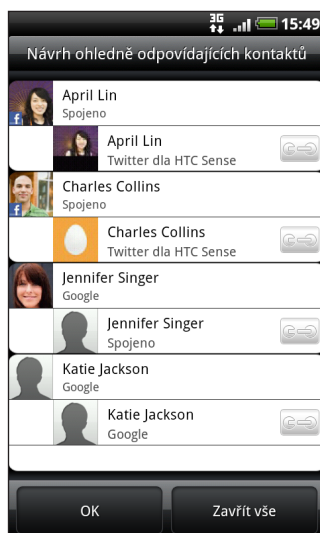 3G 15:49
Návrh ohledně odpovídajících kontaktů
April Lin
Spojeno
April Lin
Twitter dla HTC Sense
Charles Collins
Spojeno
Charles Collins
Twitter dla HTC Sense
Jennifer Singer
Google
Jennifer Singer
Spojeno
Katie Jackson
Google
Katie Jackson
Google
OK Zavřít vše